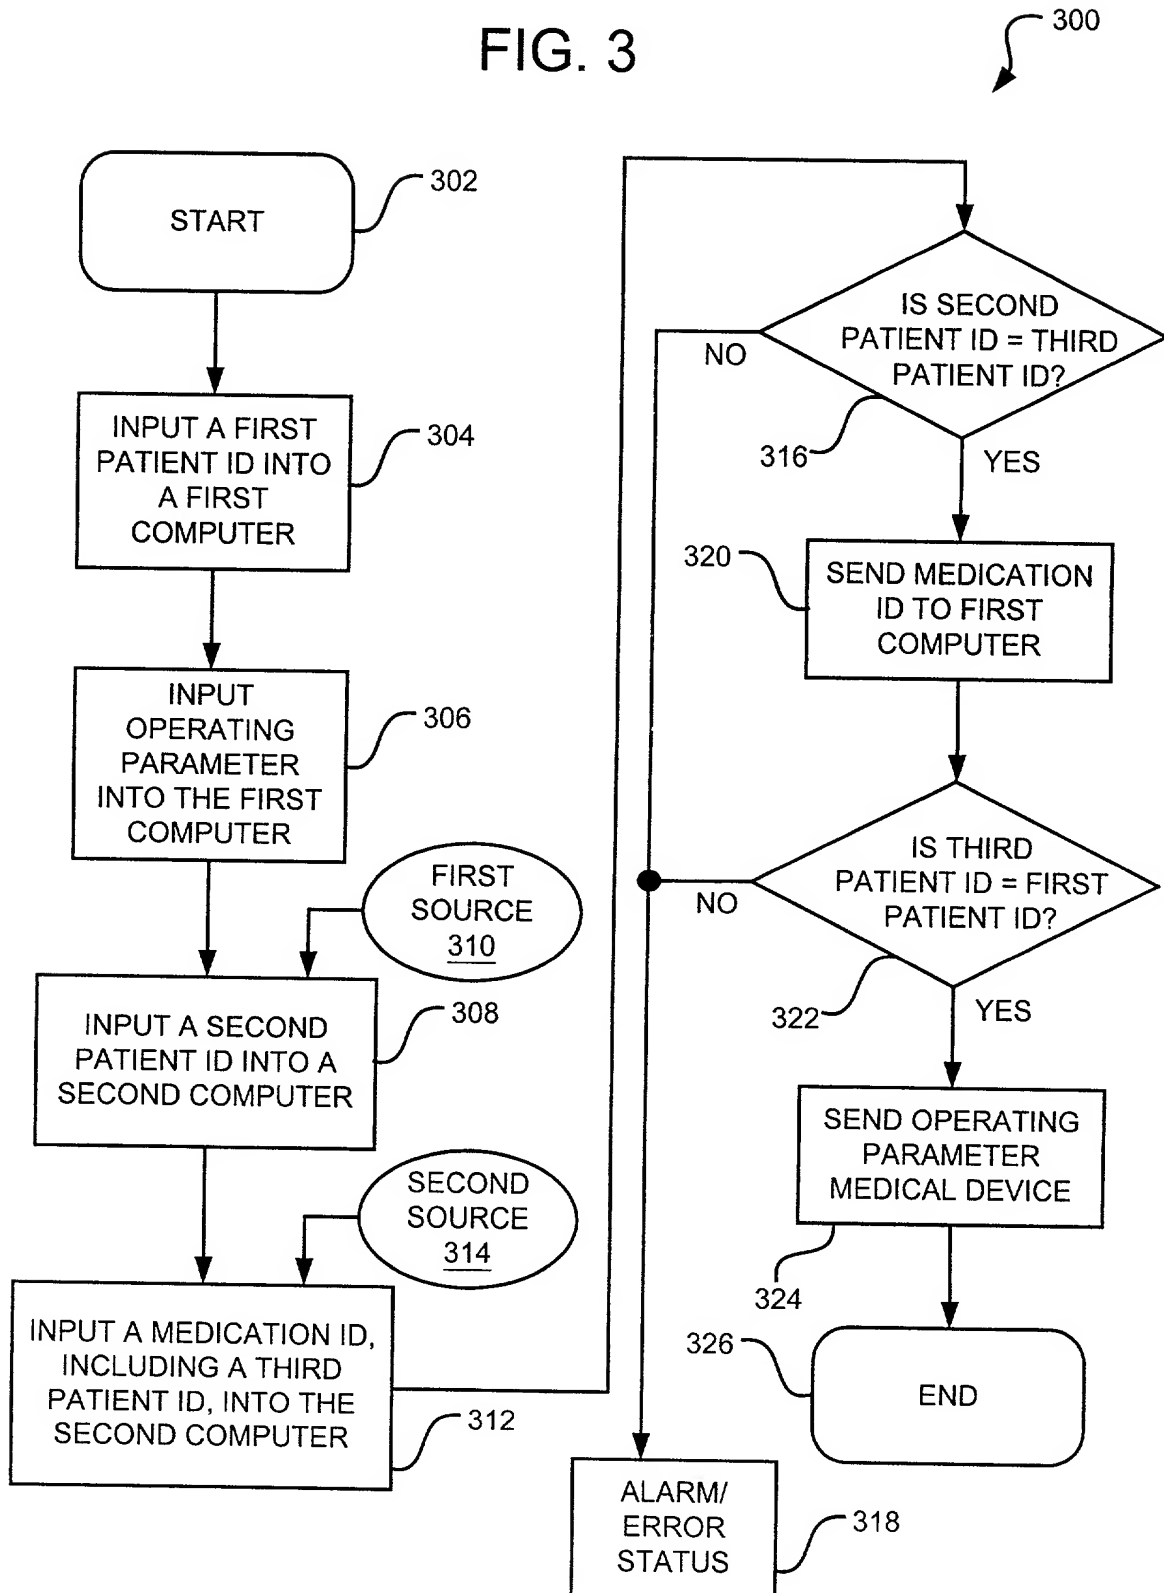 FIG. 3
300
START
302
INPUT A FIRST
PATIENT ID INTO
A FIRST
COMPUTER
304
INPUT
OPERATING
PARAMETER
INTO THE FIRST
COMPUTER
306
FIRST
SOURCE
310
INPUT A SECOND
PATIENT ID INTO A
SECOND COMPUTER
308
SECOND
SOURCE
314
INPUT A MEDICATION ID,
INCLUDING A THIRD
PATIENT ID, INTO THE
SECOND COMPUTER
312
IS SECOND
PATIENT ID = THIRD
PATIENT ID?
NO
316
YES
320
SEND MEDICATION
ID TO FIRST
COMPUTER
IS THIRD
PATIENT ID = FIRST
PATIENT ID?
NO
322
YES
SEND OPERATING
PARAMETER
MEDICAL DEVICE
324
326
END
ALARM/
ERROR
STATUS
318